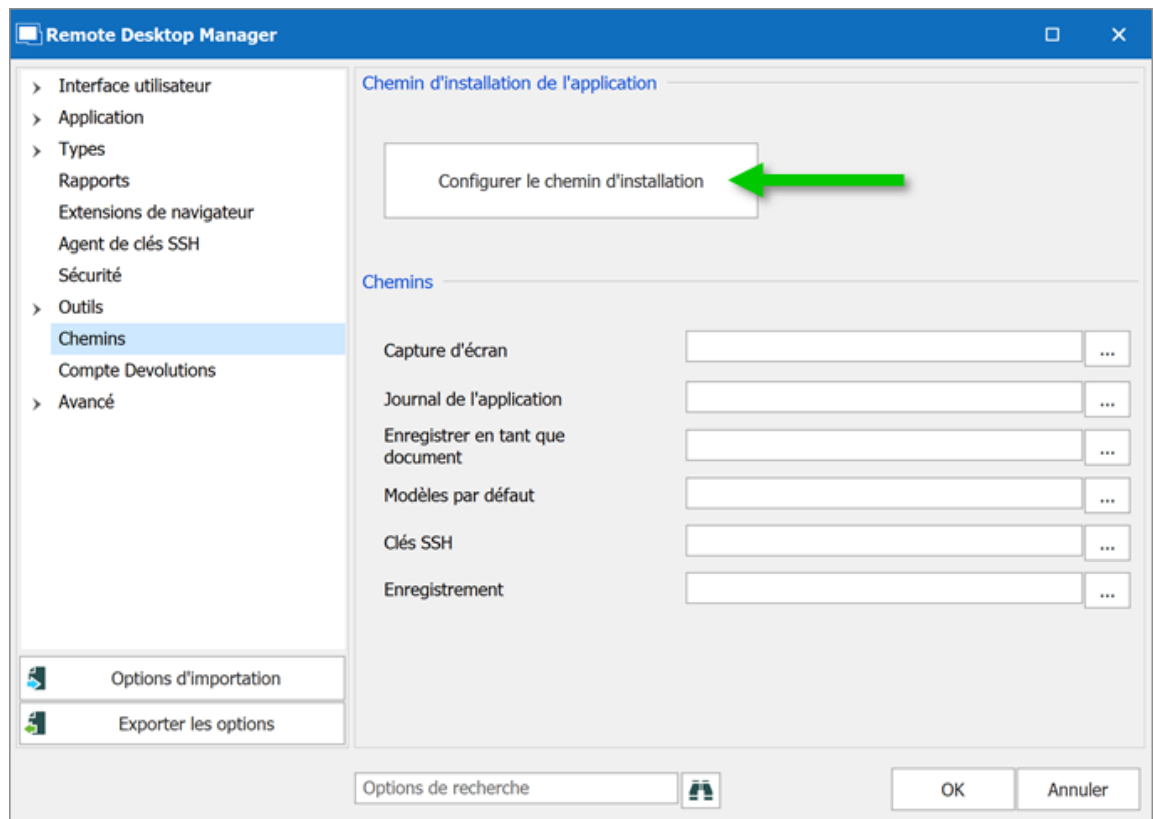 Remote Desktop Manager
Interface utilisateur
Application
Types
Rapports
Extensions de navigateur
Agent de clés SSH
Sécurité
Outils
Chemins
Compte Devolutions
Avancé
Options d'importation
Exporter les options
Chemin d'installation de l'application
Configurer le chemin d'installation
Chemins
Capture d'écran
...
Journal de l'application
...
Enregistrer en tant que
document
...
Modèles par défaut
...
Clés SSH
...
Enregistrement
...
Options de recherche
OK
Annuler